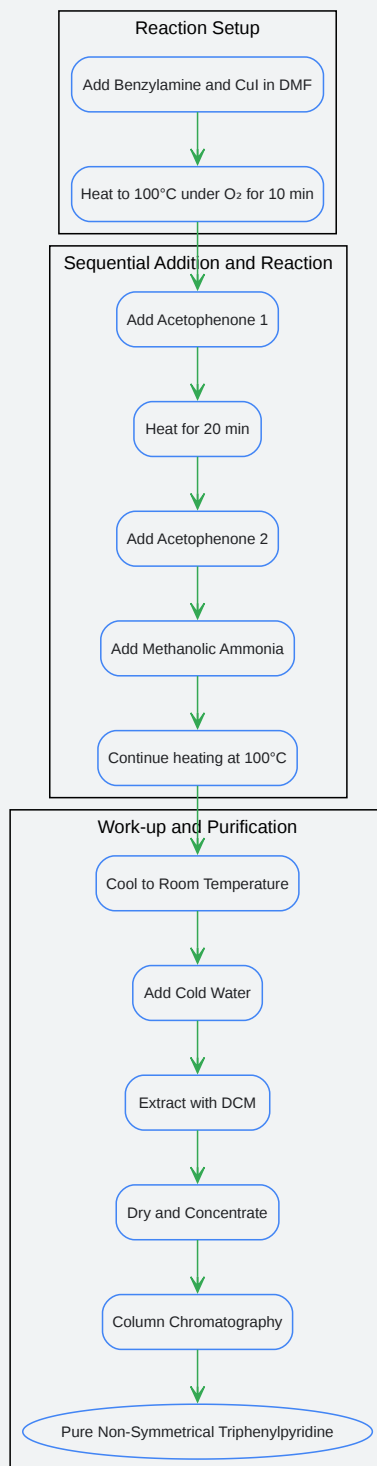 Reaction Setup
Add Benzylamine and CuI in DMF
Heat to 100°C under O₂ for 10 min
Sequential Addition and Reaction
Add Acetophenone 1
Heat for 20 min
Add Acetophenone 2
Add Methanolic Ammonia
Continue heating at 100°C
Work-up and Purification
Cool to Room Temperature
Add Cold Water
Extract with DCM
Dry and Concentrate
Column Chromatography
Pure Non-Symmetrical Triphenylpyridine